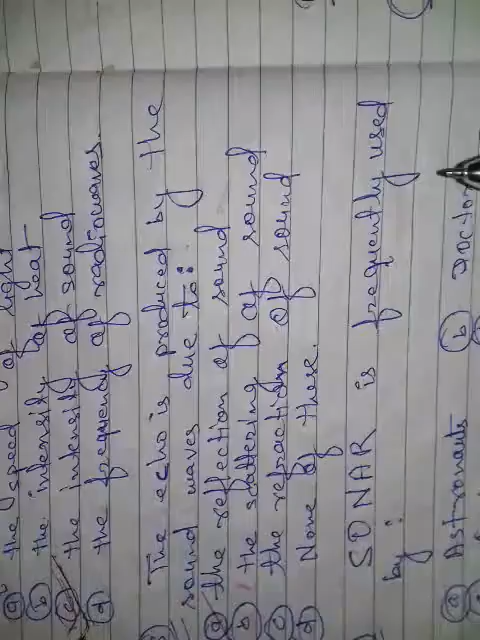 (a) the speed of light
(b) the intensity of heat
(c) the intensity of sound
(d) the frequency of radiowaves.
The echo is produced by the
sound waves due to:
(a) the reflection of sound
(b) the scattering of sound
(c) the refraction of sound
(d) None of these.
SONAR is frequently used
by:
(a) Astronauts (b) Doctor